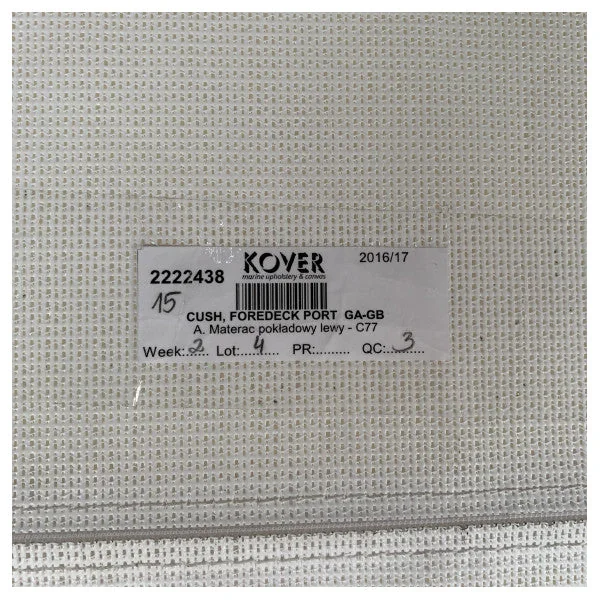 KOVER 2016/17
2222438 marine upholstery & canvas
15
CUSH, FOREDECK PORT GA-GB
A. Materac pokładowy lewy - C77
Week:..2... Lot:..4....... PR:......... QC:..3.......